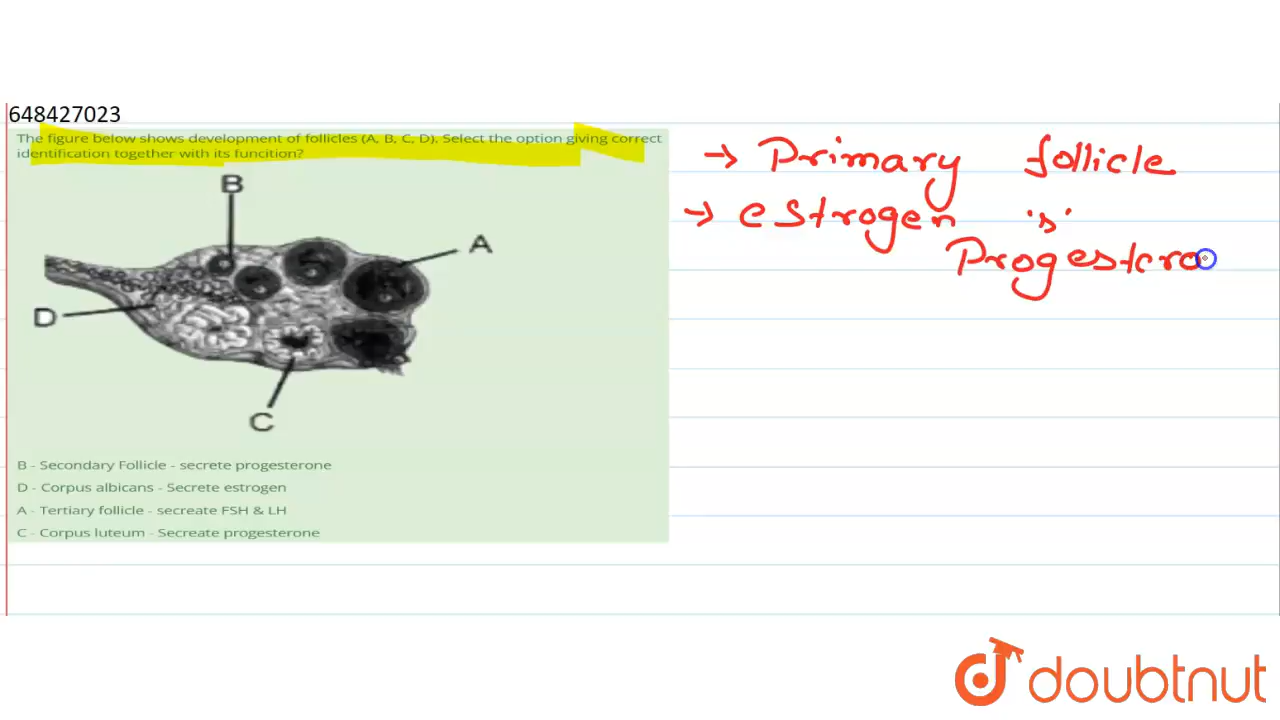 648427023
The figure below shows development of follicles (A, B, C, D). Select the option giving correct
identification together with its funcition?
B
A
D
C
B - Secondary Follicle - secrete progesterone
D - Corpus albicans - Secrete estrogen
A - Tertiary follicle - secreate FSH & LH
C - Corpus luteum - Secreate progesterone
→ Primary follicle
→ estrogen is
Progestero
doubtnut